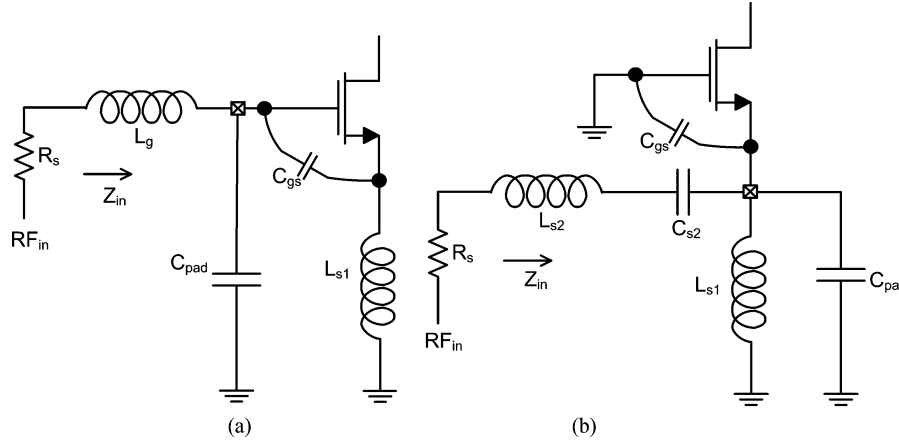 Lg
Rs
Zin
Cgs
RFin
Cpad
Ls1
(a)
Cgs
Ls2
Cs2
Rs
Zin
Ls1
Cpa
RFin
(b)